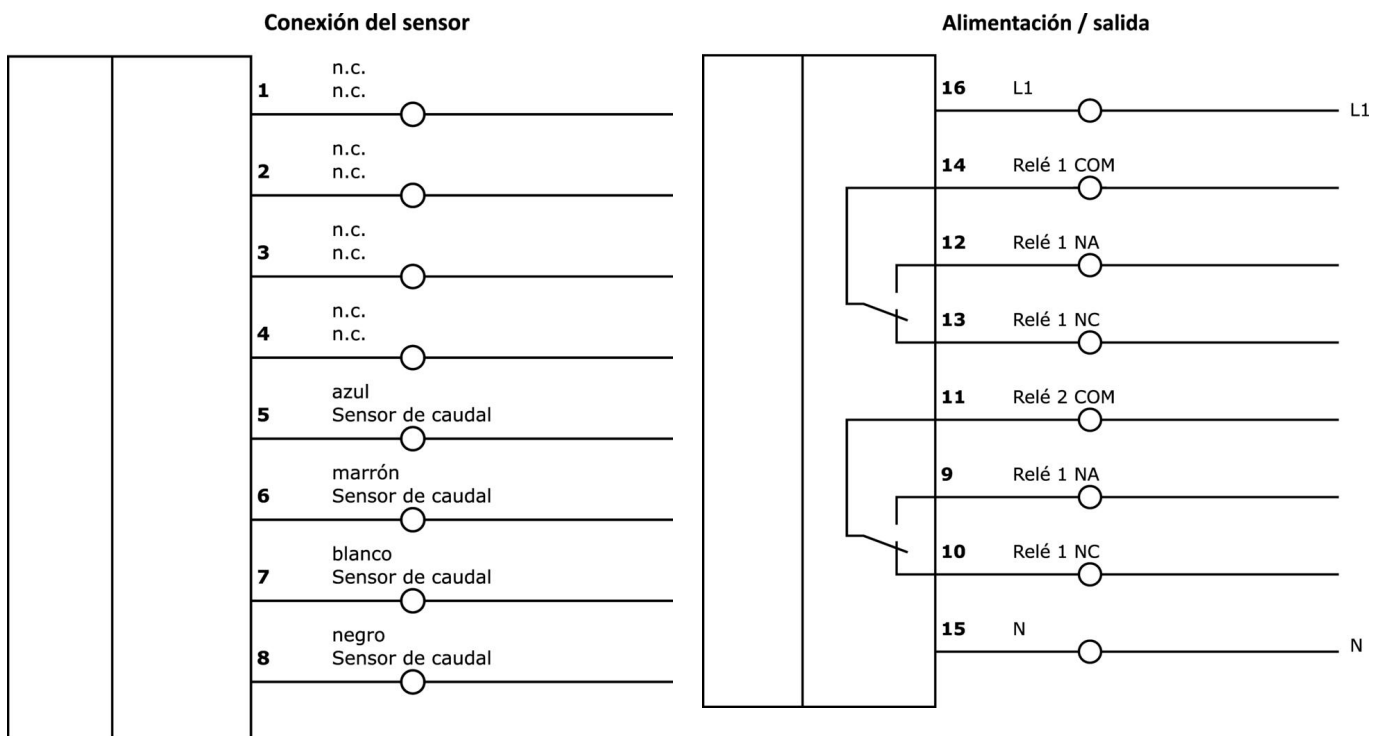 Conexión del sensor
n.c.
1 n.c.
n.c.
2 n.c.
n.c.
3 n.c.
n.c.
4 n.c.
azul
5 Sensor de caudal
marrón
6 Sensor de caudal
blanco
7 Sensor de caudal
negro
8 Sensor de caudal
Alimentación / salida
16 L1
L1
14 Relé 1 COM
12 Relé 1 NA
13 Relé 1 NC
11 Relé 2 COM
9 Relé 1 NA
10 Relé 1 NC
15 N
N